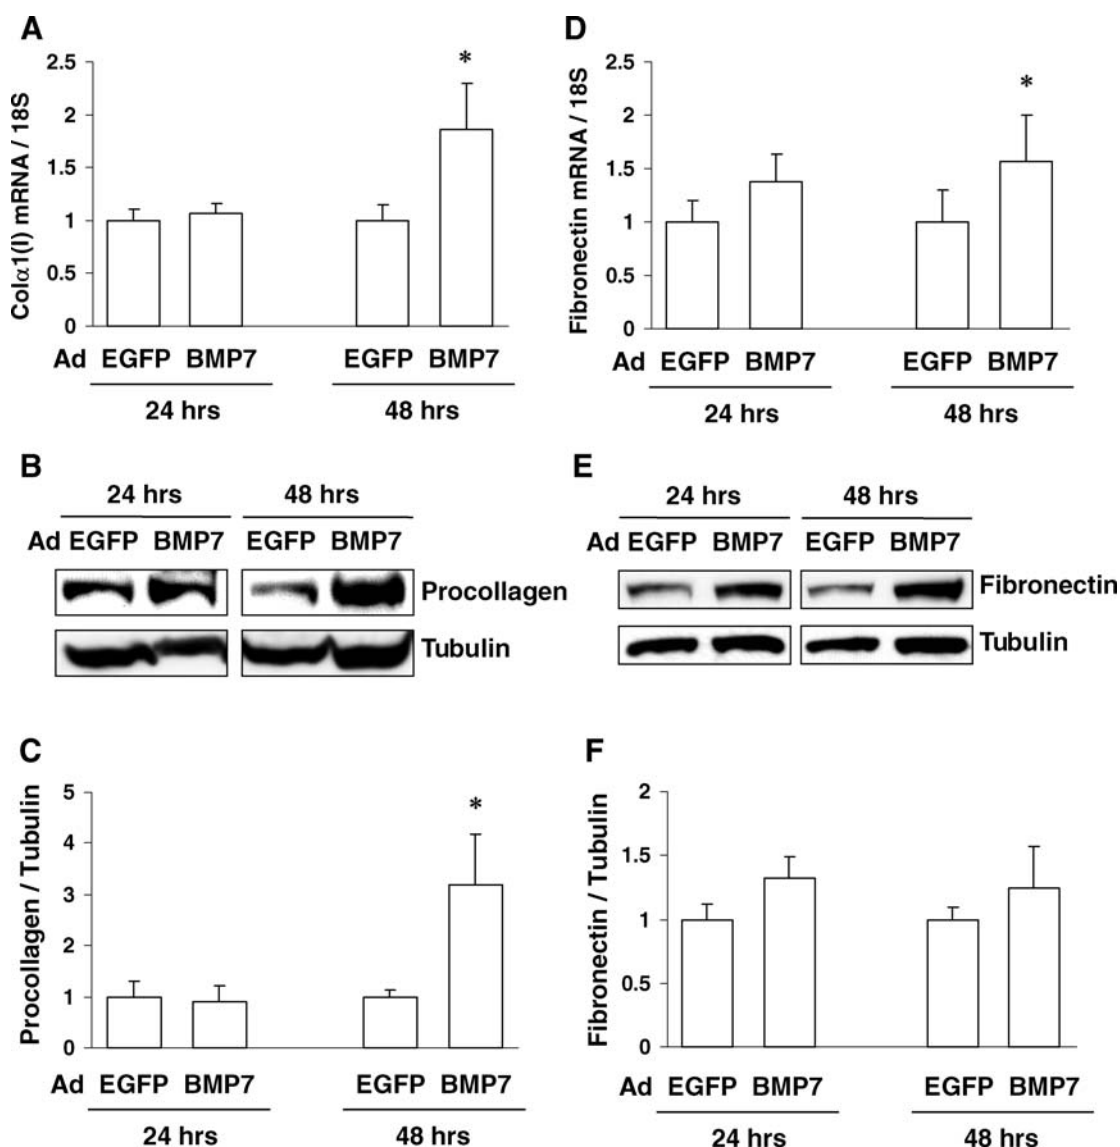 A
Colα1(I) mRNA / 18S
2.5
2
1.5
1
0.5
0
*
Ad EGFP BMP7 EGFP BMP7
24 hrs 48 hrs
D
Fibronectin mRNA / 18S
2.5
2
1.5
1
0.5
0
*
Ad EGFP BMP7 EGFP BMP7
24 hrs 48 hrs
B
24 hrs 48 hrs
Ad EGFP BMP7 EGFP BMP7
Procollagen
Tubulin
E
24 hrs 48 hrs
Ad EGFP BMP7 EGFP BMP7
Fibronectin
Tubulin
C
Procollagen / Tubulin
5
4
3
2
1
0
*
Ad EGFP BMP7 EGFP BMP7
24 hrs 48 hrs
F
Fibronectin / Tubulin
2
1.5
1
0.5
0
Ad EGFP BMP7 EGFP BMP7
24 hrs 48 hrs